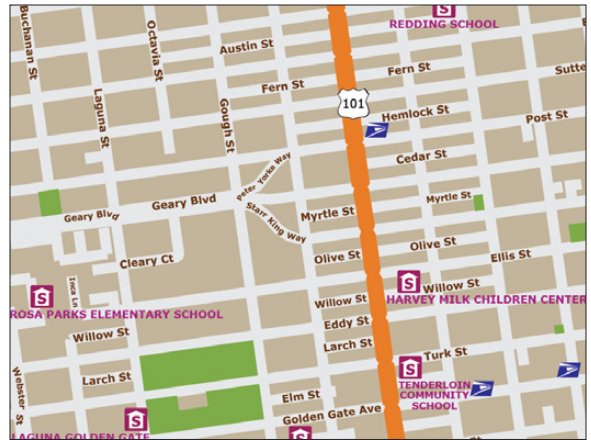 REDDING SCHOOL
Buchanan St
Octavia St
Austin St
Fern St
Fern St
Sutte
Laguna St
Gough St
101
Hemlock St
Post St
Cedar St
Peter Yorke Way
Geary Blvd
Geary Blvd
Starr King Way
Myrtle St
Myrtle St
Olive St
Olive St
Ellis St
Cleary Ct
Inca Ln
Willow St
Willow St
HARVEY MILK CHILDREN CENTER
ROSA PARKS ELEMENTARY SCHOOL
Eddy St
Willow St
Larch St
Turk St
Larch St
Webster St
TENDERLOIN
COMMUNITY
SCHOOL
Elm St
Golden Gate Ave
LAGUNA GOLDEN GATE